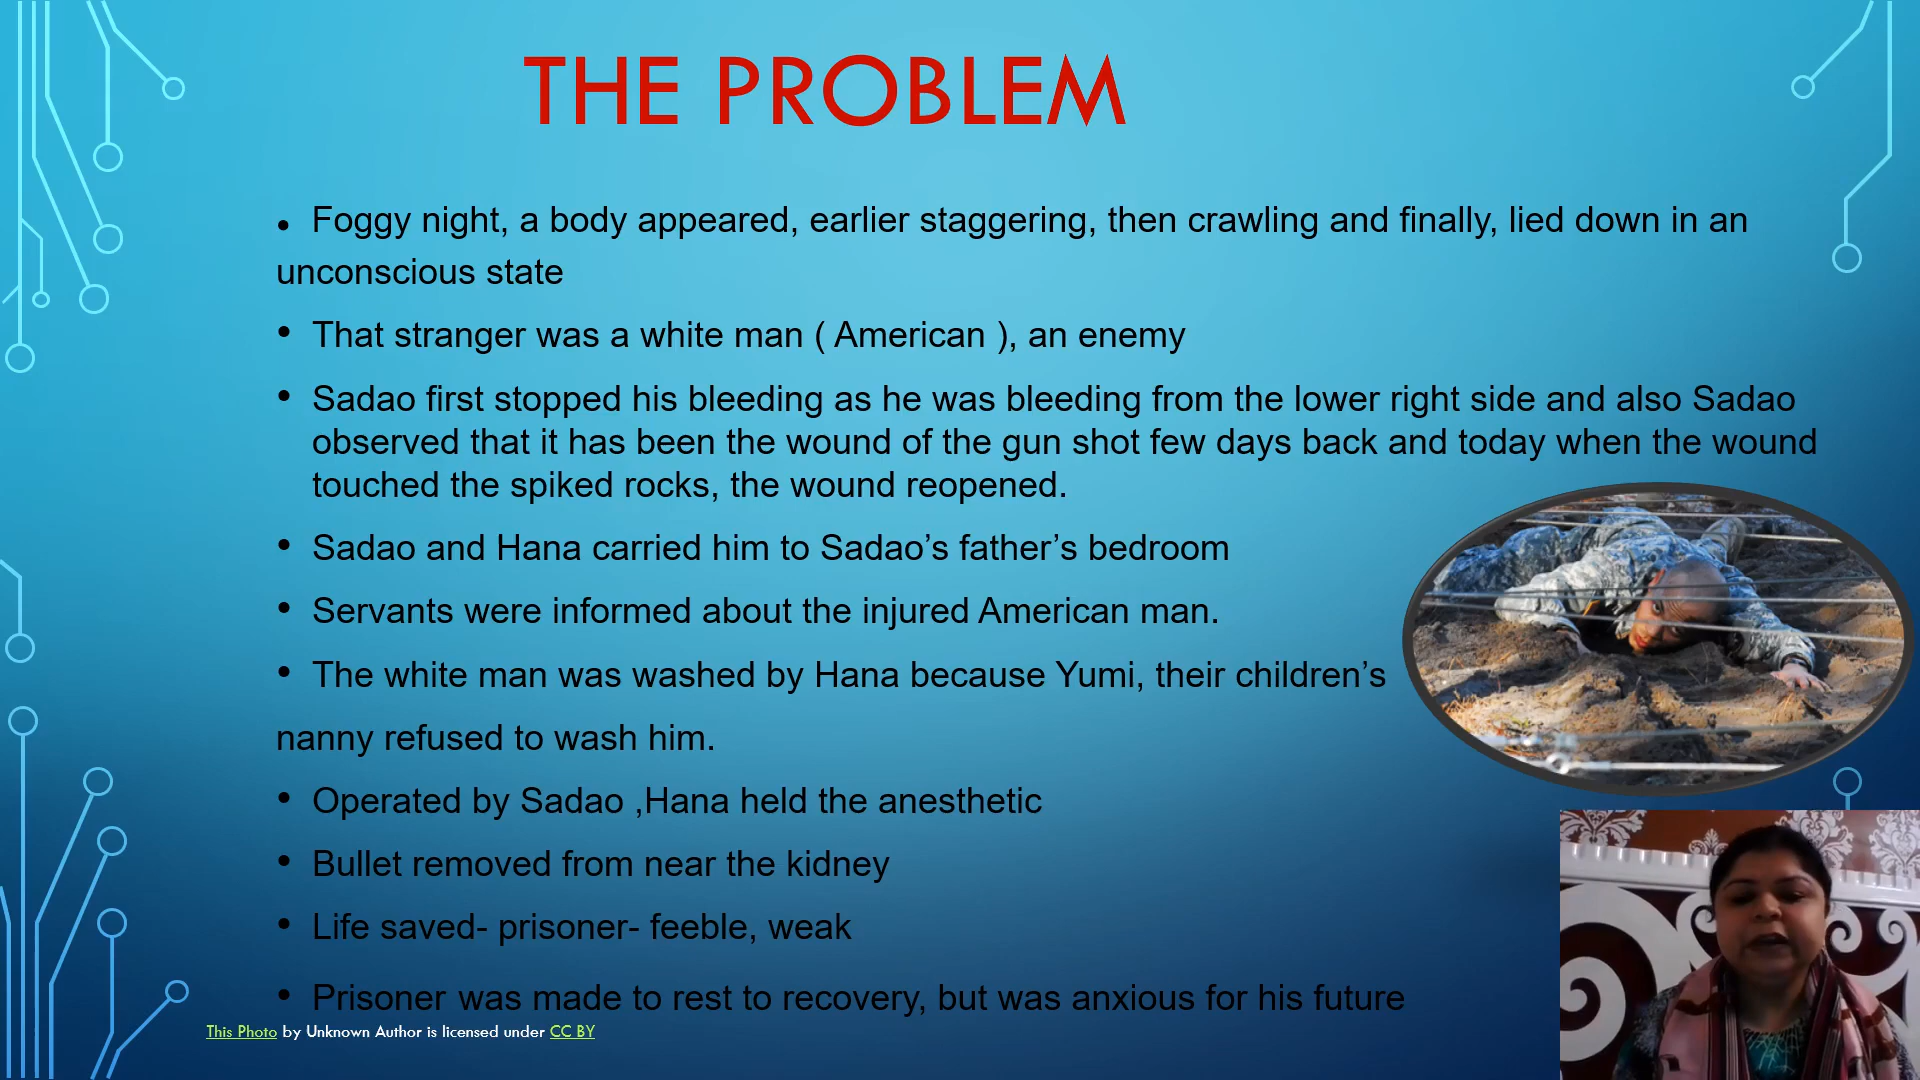 THE PROBLEM
• Foggy night, a body appeared, earlier staggering, then crawling and finally, lied down in an
unconscious state
• That stranger was a white man ( American ), an enemy
• Sadao first stopped his bleeding as he was bleeding from the lower right side and also Sadao
observed that it has been the wound of the gun shot few days back and today when the wound
touched the spiked rocks, the wound reopened.
• Sadao and Hana carried him to Sadao’s father’s bedroom
• Servants were informed about the injured American man.
• The white man was washed by Hana because Yumi, their children’s
nanny refused to wash him.
• Operated by Sadao ,Hana held the anesthetic
• Bullet removed from near the kidney
• Life saved- prisoner- feeble, weak
• Prisoner was made to rest to recovery, but was anxious for his future
This Photo by Unknown Author is licensed under CC BY